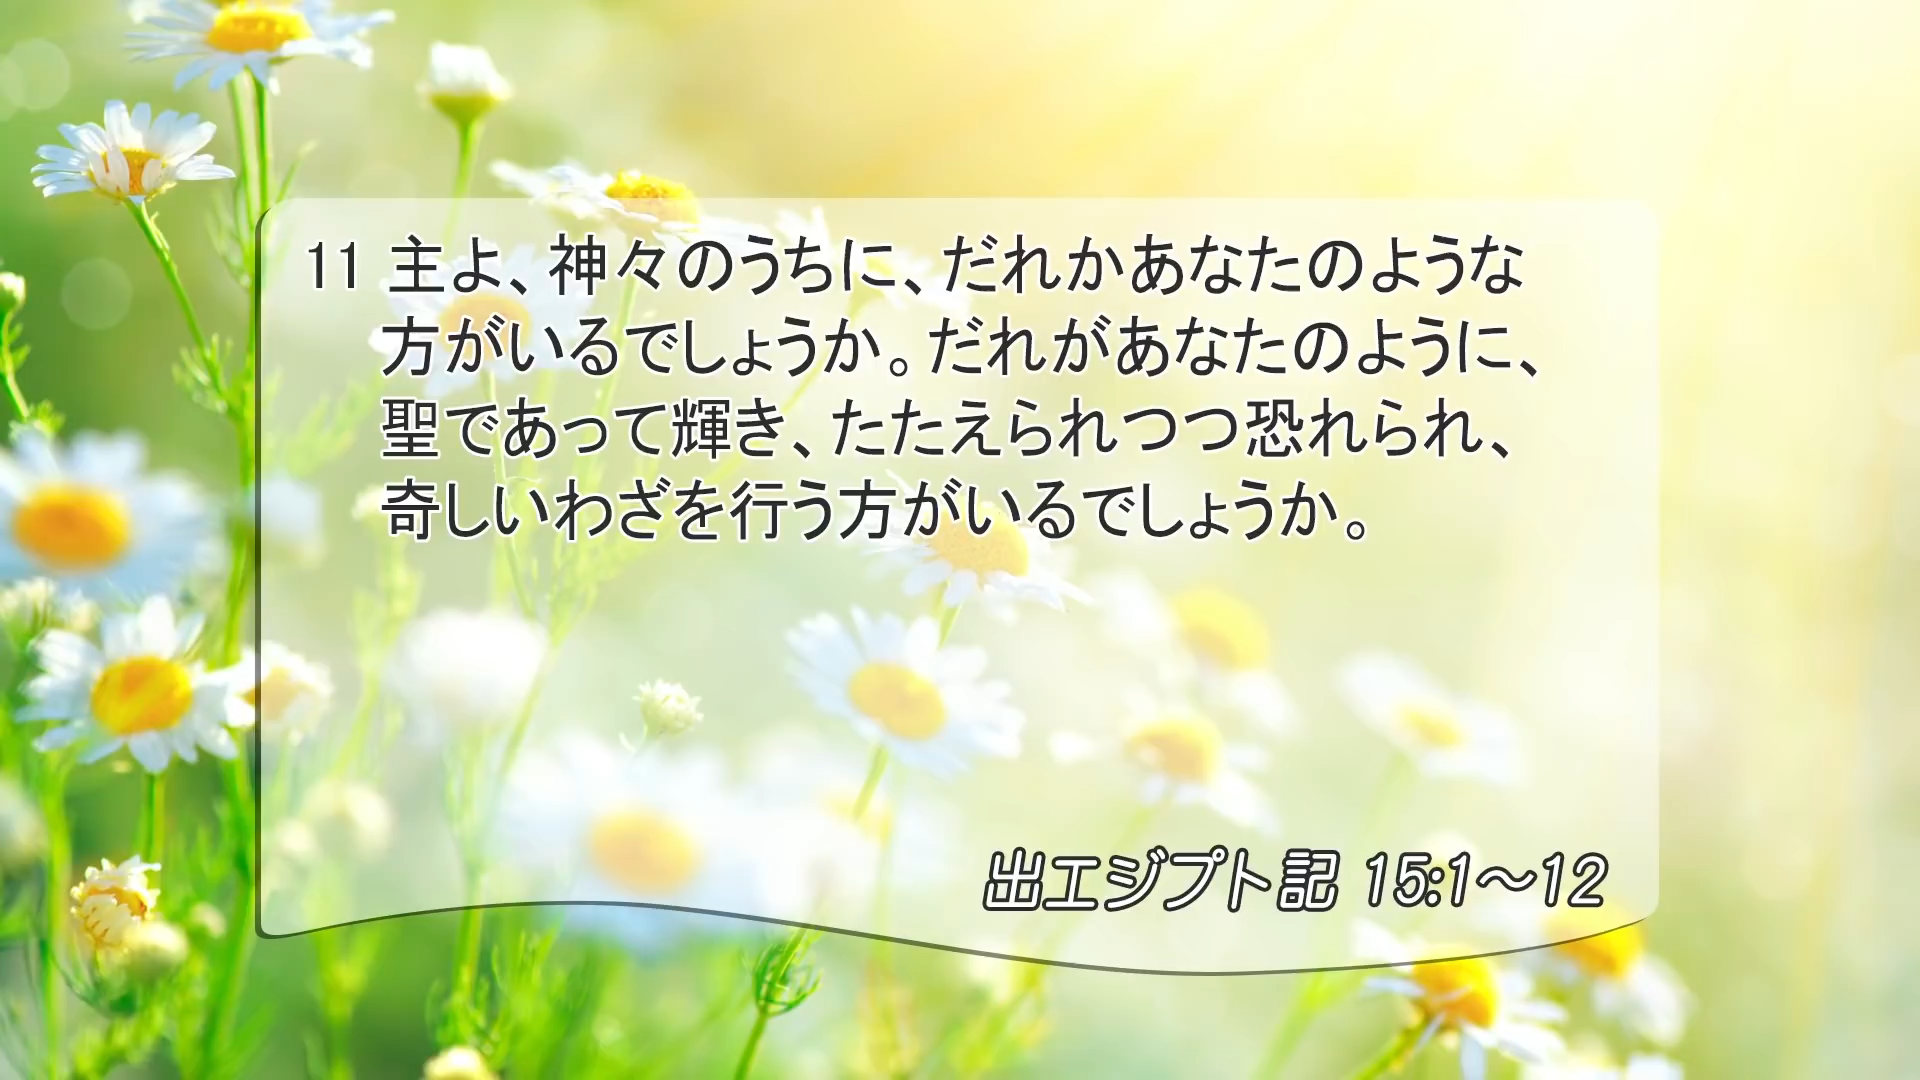 11 主よ、神々のうちに、だれかあなたのような
方がいるでしょうか。だれがあなたのように、
聖であって輝き、たたえられつつ恐れられ、
奇しいわざを行う方がいるでしょうか。
出エジプト記 15:1～12